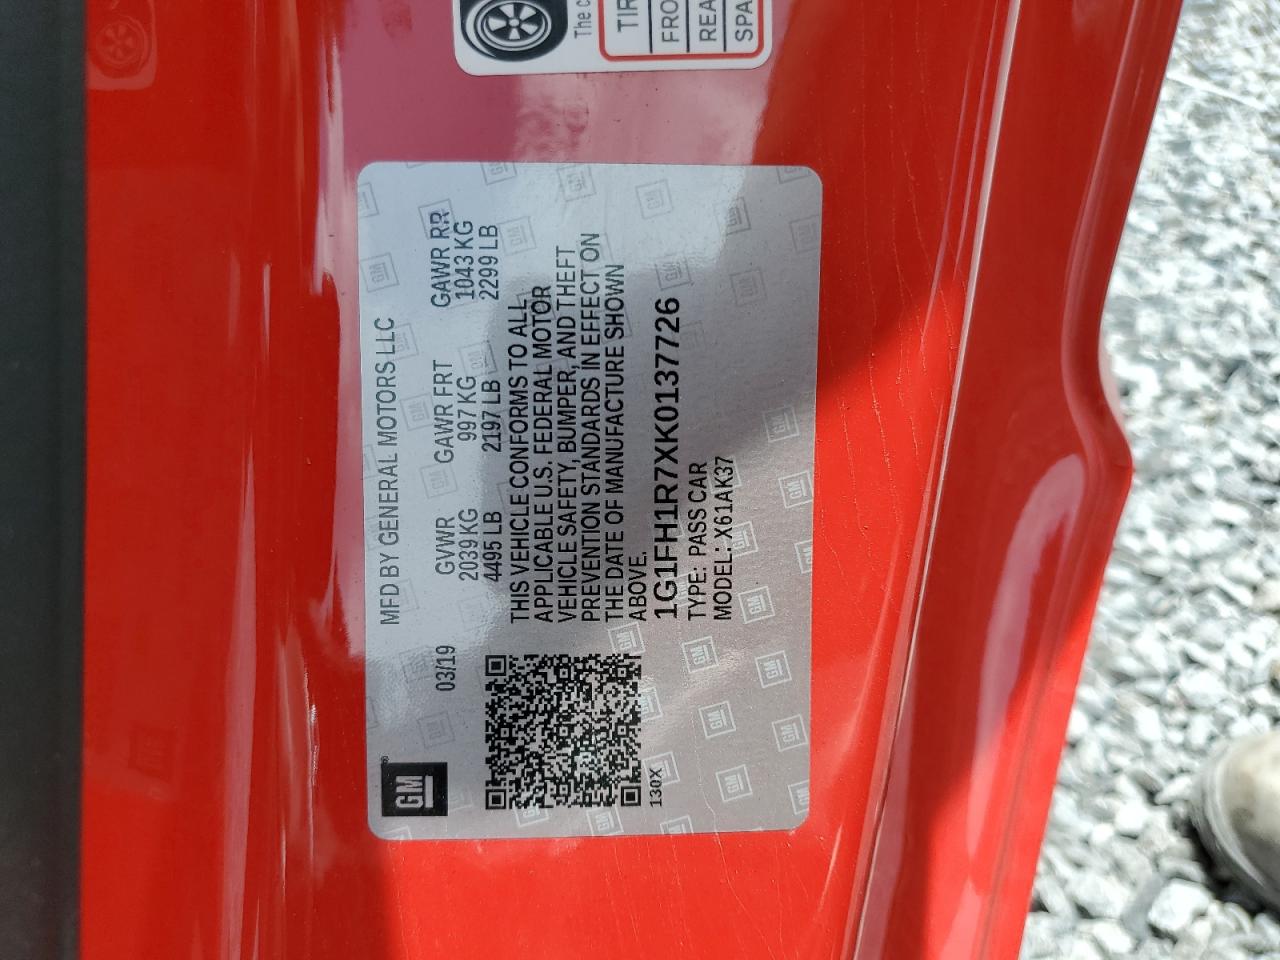 The c
TIR
FRO
REA
SPA
GM
MFD BY GENERAL MOTORS LLC
03/19 GVWR GAWR FRT GAWR RR
2039 KG 997 KG 1043 KG
4495 LB 2197 LB 2299 LB
THIS VEHICLE CONFORMS TO ALL
APPLICABLE U.S. FEDERAL MOTOR
VEHICLE SAFETY, BUMPER, AND THEFT
PREVENTION STANDARDS IN EFFECT ON
THE DATE OF MANUFACTURE SHOWN
ABOVE.
1G1FH1R7XK0137726
130X TYPE: PASS CAR
MODEL: X61AK37